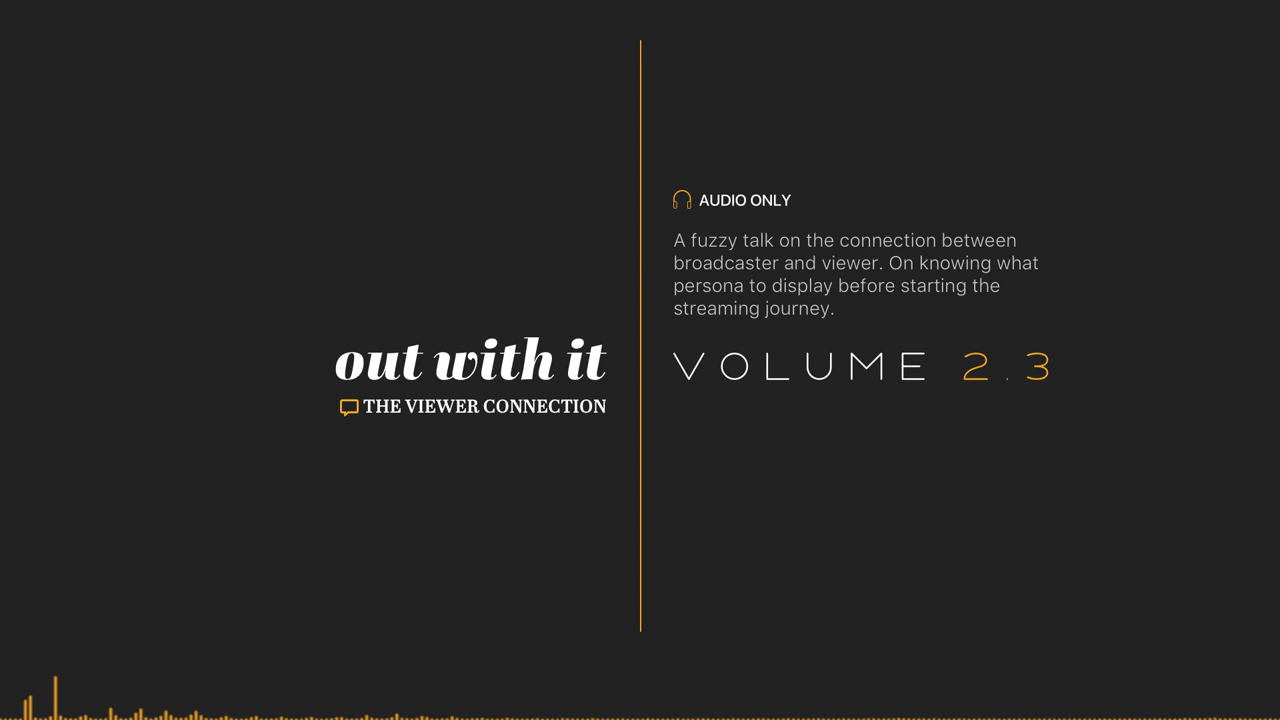 out with it
THE VIEWER CONNECTION
AUDIO ONLY
A fuzzy talk on the connection between
broadcaster and viewer. On knowing what
persona to display before starting the
streaming journey.
VOLUME 2.3